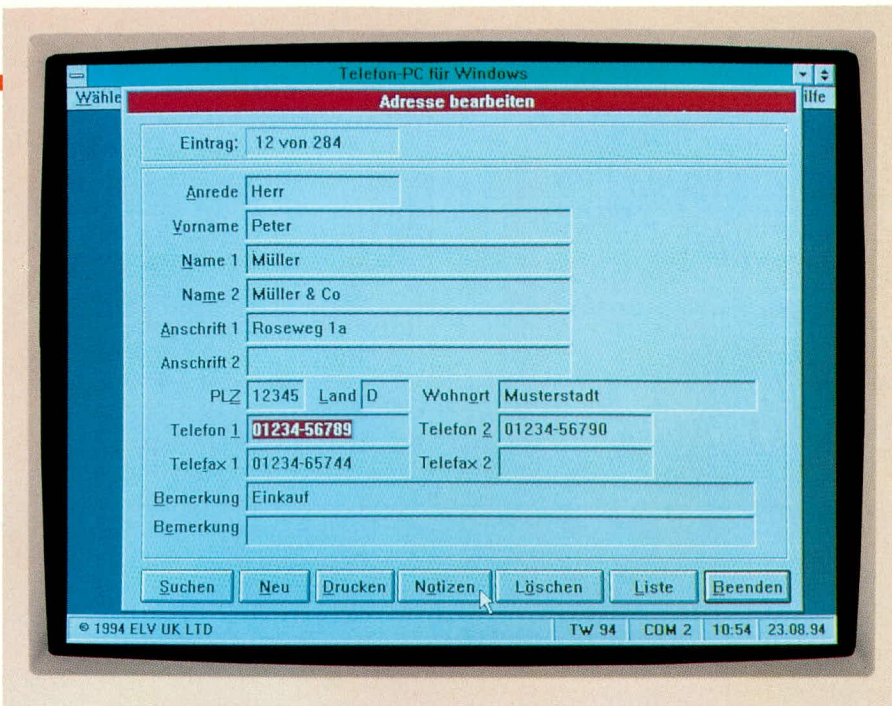 Telefon-PC für Windows
Wähle ilfe
Adresse bearbeiten
Eintrag: 12 von 284
Anrede Herr
Vorname Peter
Name 1 Müller
Name 2 Müller & Co
Anschrift 1 Roseweg 1a
Anschrift 2
PLZ 12345 Land D Wohnort Musterstadt
Telefon 1 01234-56789 Telefon 2 01234-56790
Telefax 1 01234-65744 Telefax 2
Bemerkung Einkauf
Bemerkung
Suchen Neu Drucken Notizen Löschen Liste Beenden
© 1994 ELV UK LTD TW 94 COM 2 10:54 23.08.94